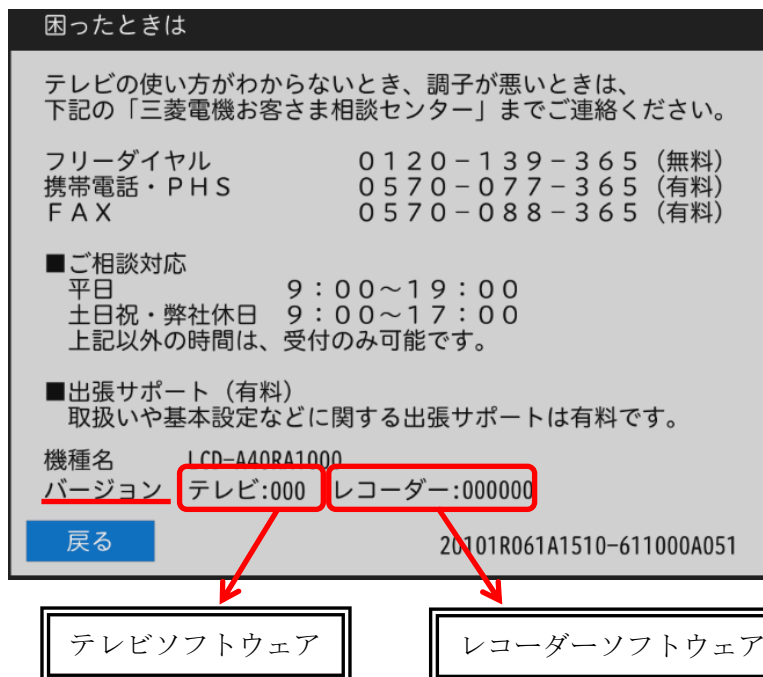 困ったときは
テレビの使い方がわからないとき、調子が悪いときは、
下記の「三菱電機お客さま相談センター」までご連絡ください。
フリーダイヤル ０１２０－１３９－３６５（無料）
携帯電話・ＰＨＳ ０５７０－０７７－３６５（有料）
ＦＡＸ ０５７０－０８８－３６５（有料）
■ご相談対応
平日 ９：００～１９：００
土日祝・弊社休日 ９：００～１７：００
上記以外の時間は、受付のみ可能です。
■出張サポート（有料）
取扱いや基本設定などに関する出張サポートは有料です。
機種名 LCD-A40RA1000
バージョン テレビ:000 レコーダー:000000
戻る 20101R061A1510-611000A051
テレビソフトウェア レコーダーソフトウェア